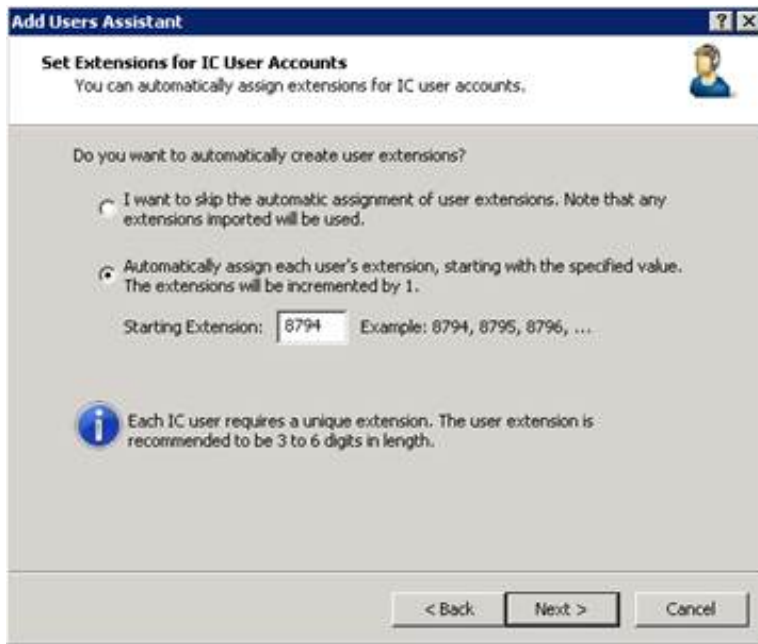 Add Users Assistant
Set Extensions for IC User Accounts
You can automatically assign extensions for IC user accounts.
Do you want to automatically create user extensions?
I want to skip the automatic assignment of user extensions. Note that any
extensions imported will be used.
Automatically assign each user's extension, starting with the specified value.
The extensions will be incremented by 1.
Starting Extension: 8794 Example: 8794, 8795, 8796, ...
Each IC user requires a unique extension. The user extension is
recommended to be 3 to 6 digits in length.
< Back Next > Cancel